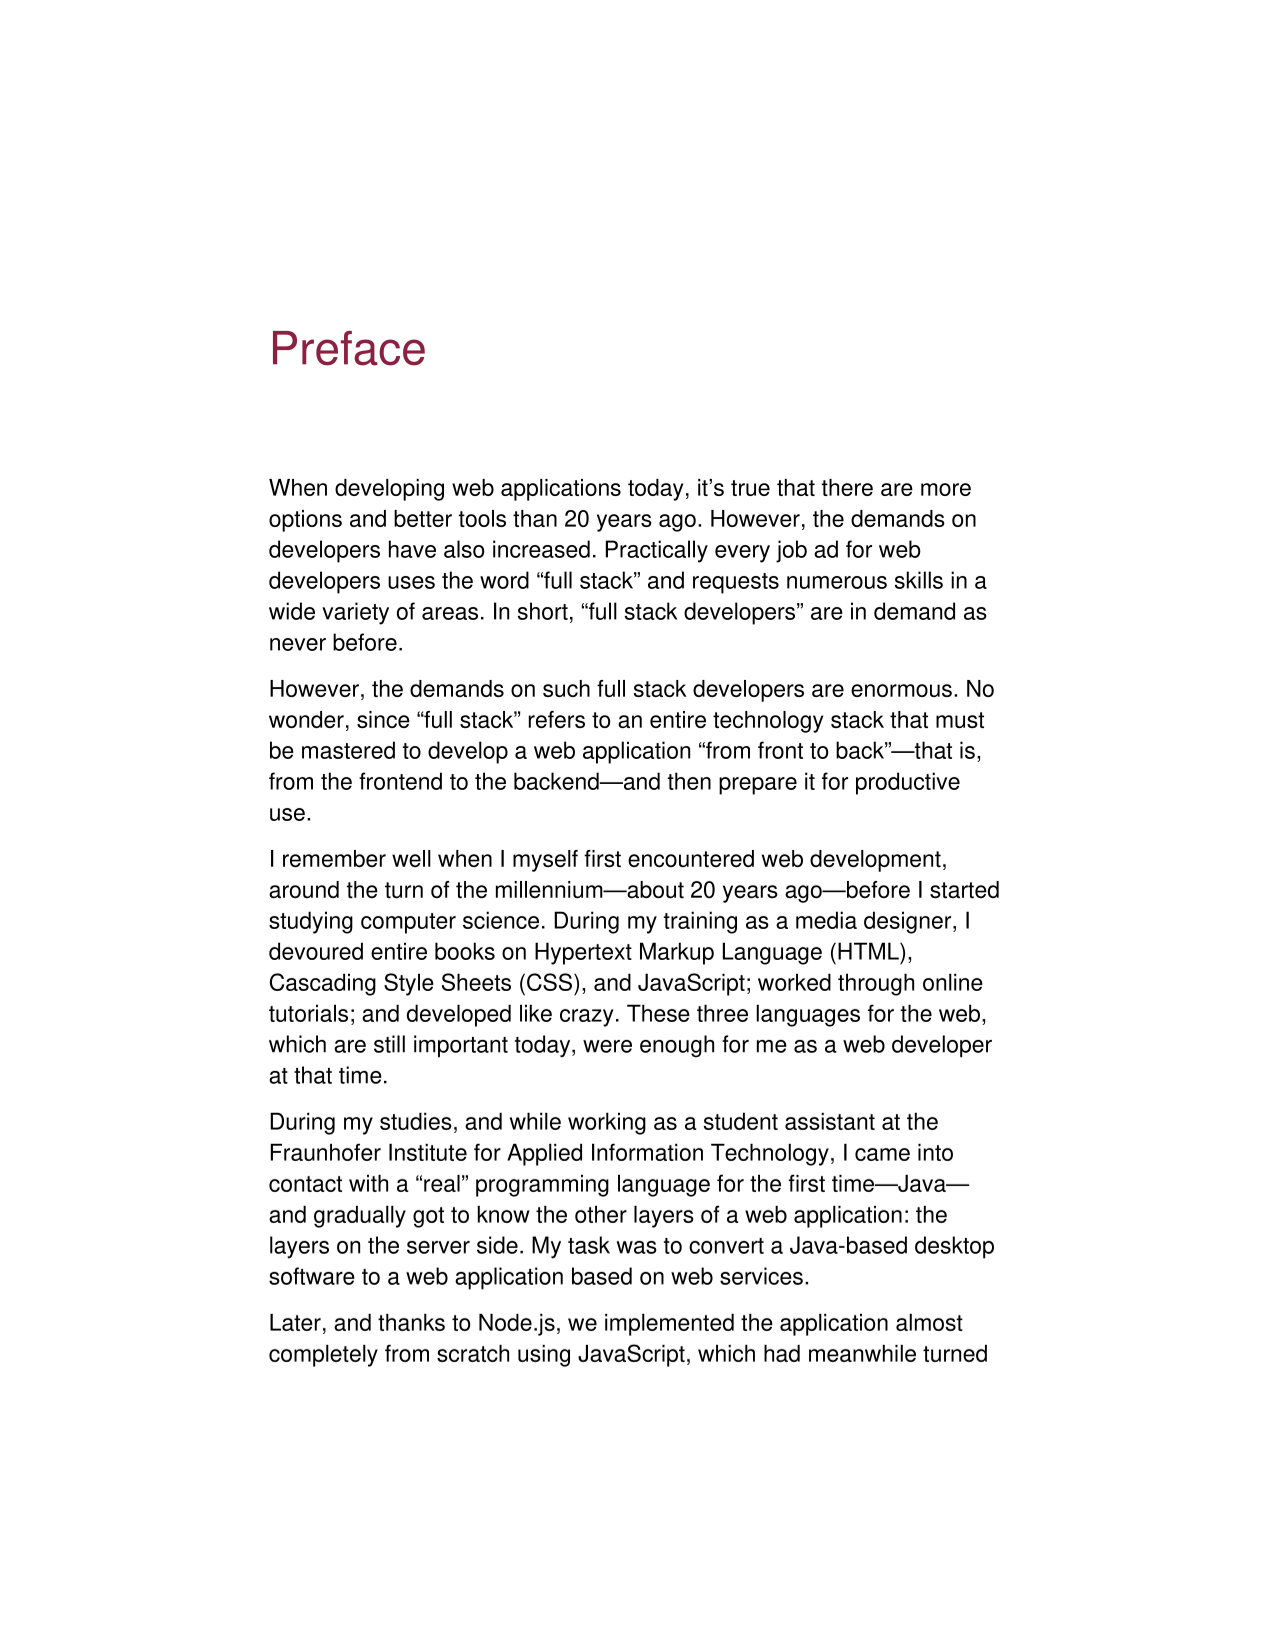 Preface
When developing web applications today, it’s true that there are more
options and better tools than 20 years ago. However, the demands on
developers have also increased. Practically every job ad for web
developers uses the word “full stack” and requests numerous skills in a
wide variety of areas. In short, “full stack developers” are in demand as
never before.
However, the demands on such full stack developers are enormous. No
wonder, since “full stack” refers to an entire technology stack that must
be mastered to develop a web application “from front to back”—that is,
from the frontend to the backend—and then prepare it for productive
use.
I remember well when I myself first encountered web development,
around the turn of the millennium—about 20 years ago—before I started
studying computer science. During my training as a media designer, I
devoured entire books on Hypertext Markup Language (HTML),
Cascading Style Sheets (CSS), and JavaScript; worked through online
tutorials; and developed like crazy. These three languages for the web,
which are still important today, were enough for me as a web developer
at that time.
During my studies, and while working as a student assistant at the
Fraunhofer Institute for Applied Information Technology, I came into
contact with a “real” programming language for the first time—Java—
and gradually got to know the other layers of a web application: the
layers on the server side. My task was to convert a Java-based desktop
software to a web application based on web services.
Later, and thanks to Node.js, we implemented the application almost
completely from scratch using JavaScript, which had meanwhile turned